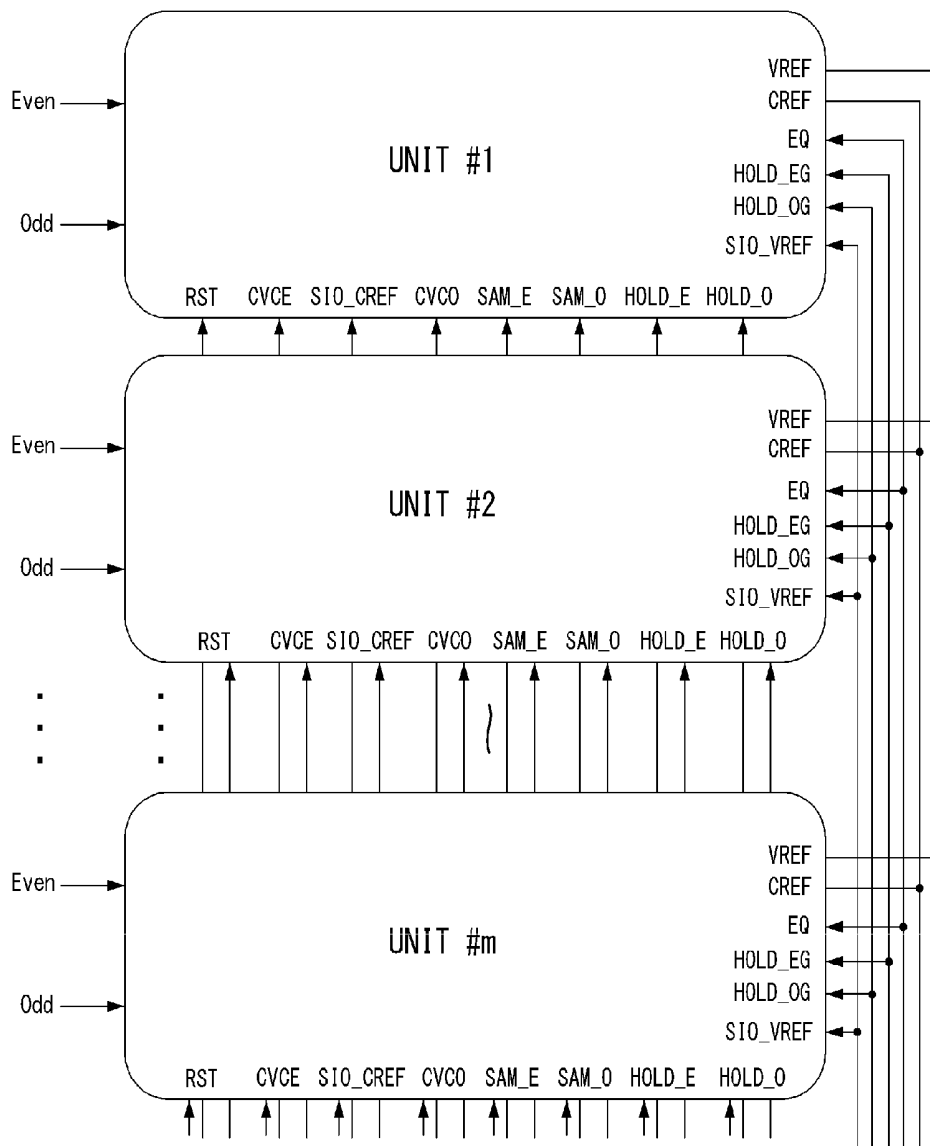 VREF
Even
CREF
EQ
UNIT #1
HOLD_EG
HOLD_OG
Odd
SIO_VREF
RST CVCE SIO_CREF CVCO SAM_E SAM_O HOLD_E HOLD_O
VREF
Even
CREF
EQ
UNIT #2
HOLD_EG
HOLD_OG
Odd
SIO_VREF
RST CVCE SIO_CREF CVCO SAM_E SAM_O HOLD_E HOLD_O
VREF
Even
CREF
EQ
UNIT #m
HOLD_EG
HOLD_OG
Odd
SIO_VREF
RST CVCE SIO_CREF CVCO SAM_E SAM_O HOLD_E HOLD_O